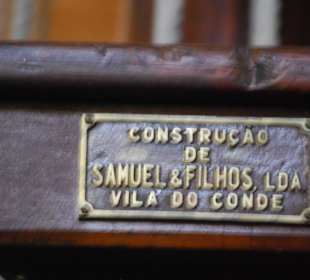 CONSTRUÇÃO
DE
SAMUEL & FILHOS, LDA
VILA DO CONDE